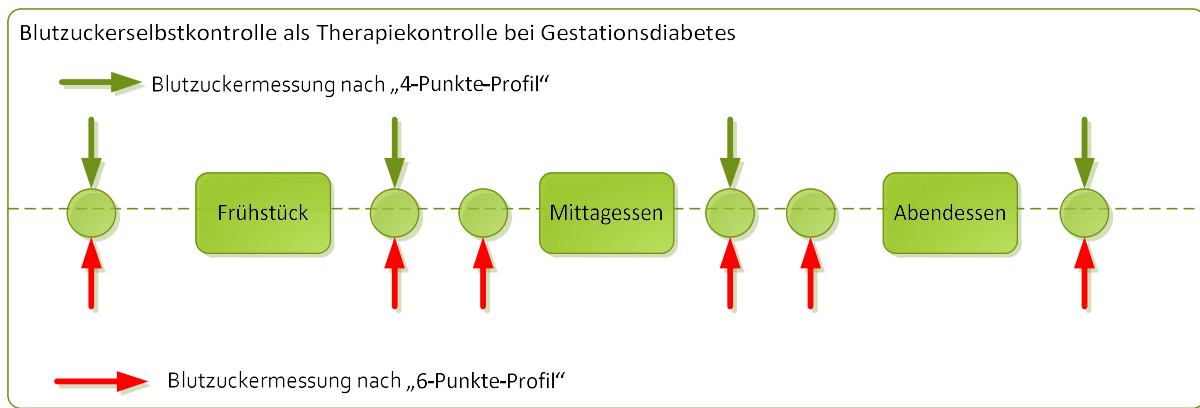 Blutzuckerselbstkontrolle als Therapiekontrolle bei Gestationsdiabetes
Blutzuckermessung nach „4-Punkte-Profil“
Frühstück
Mittagessen
Abendessen
Blutzuckermessung nach „6-Punkte-Profil“